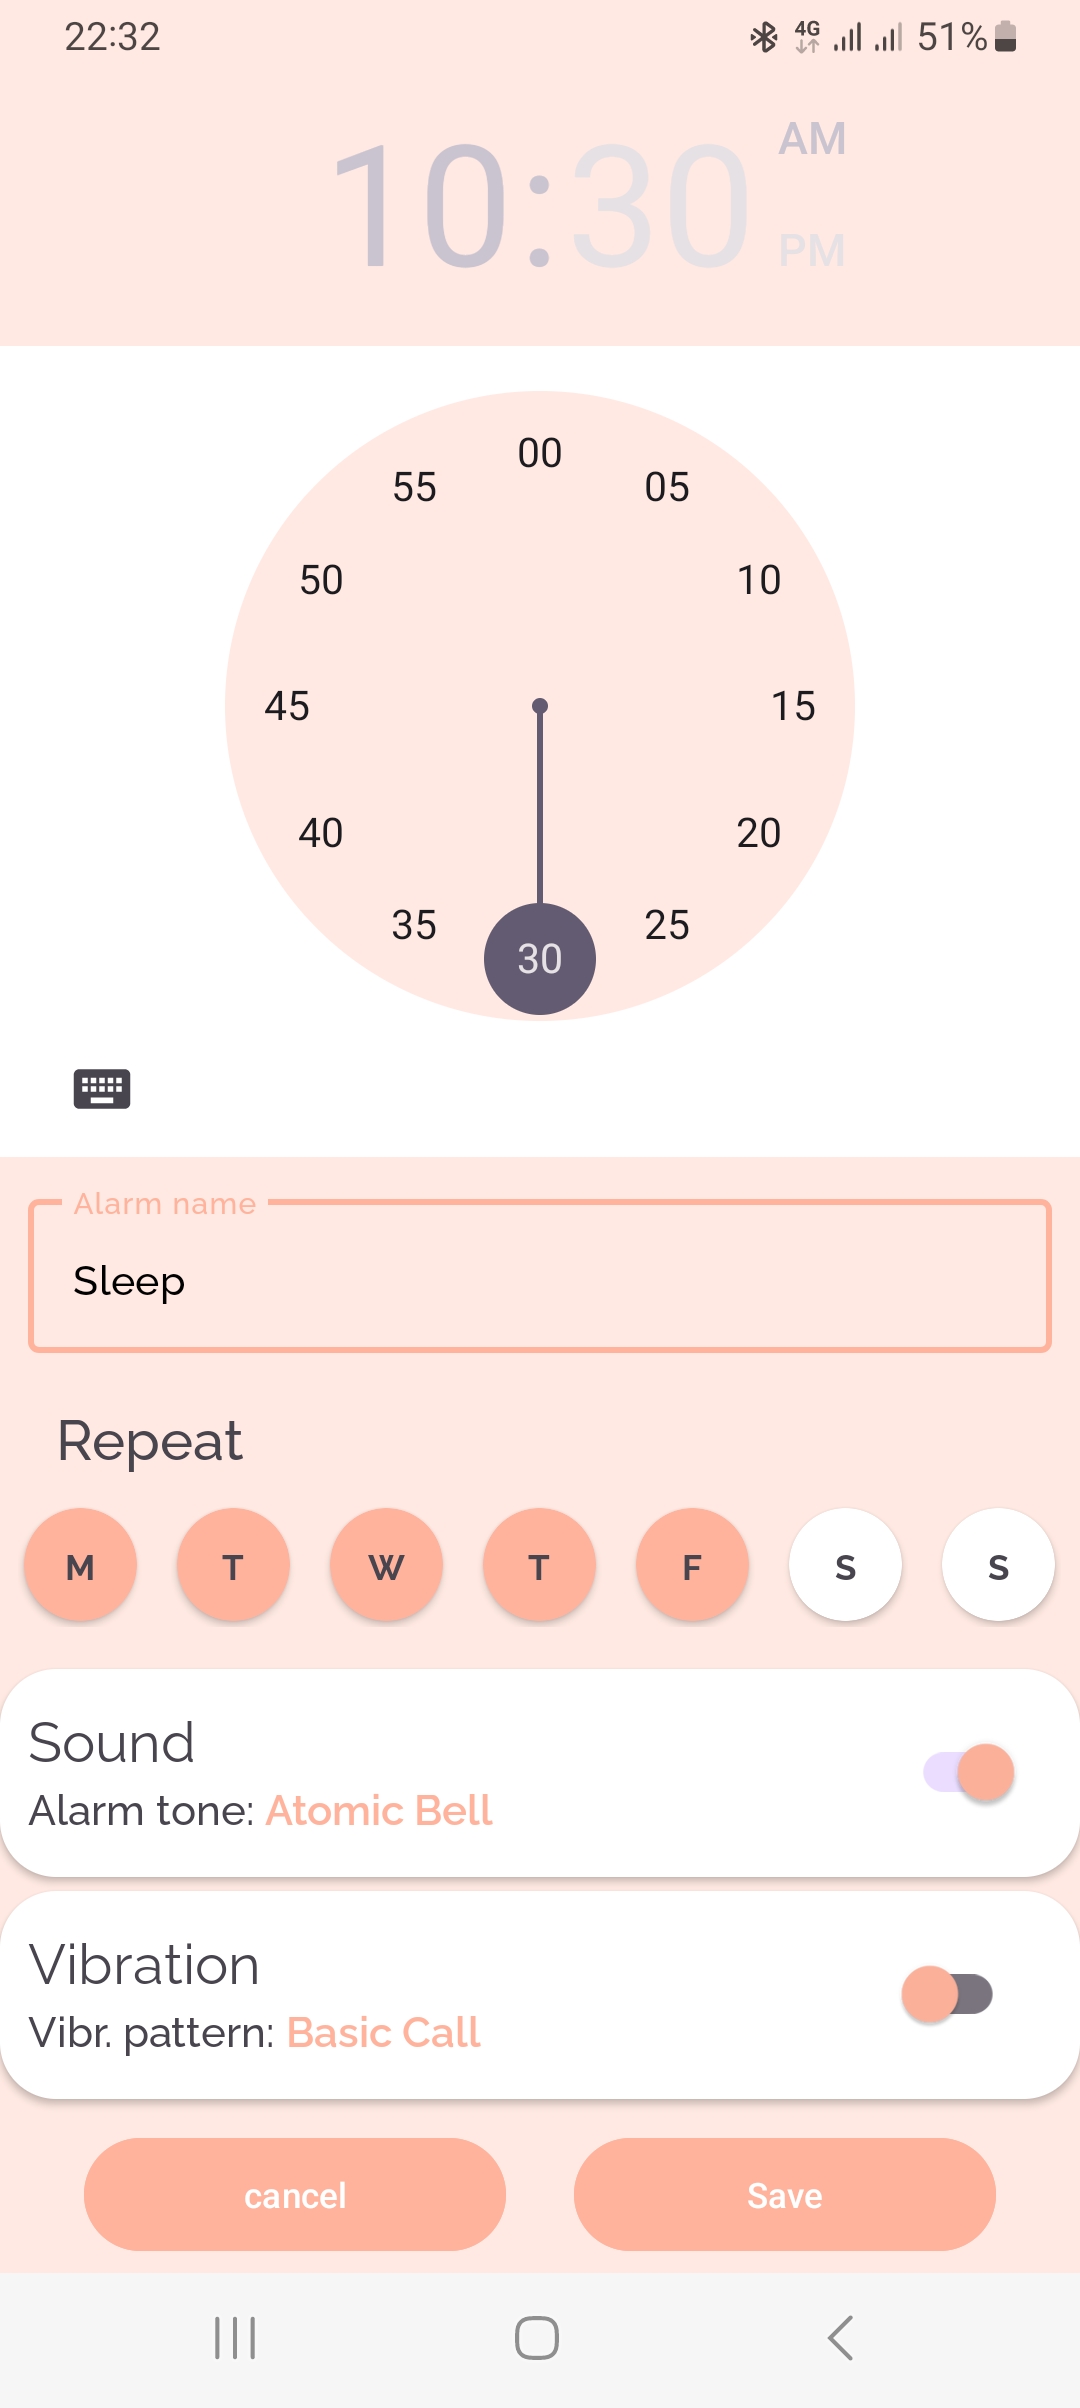 22:32 4G 51%
10:30 AM
PM
00
55 05
50 10
45 15
40 20
35 25
30
Alarm name
Sleep
Repeat
M T W T F S S
Sound
Alarm tone: Atomic Bell
Vibration
Vibr. pattern: Basic Call
cancel Save